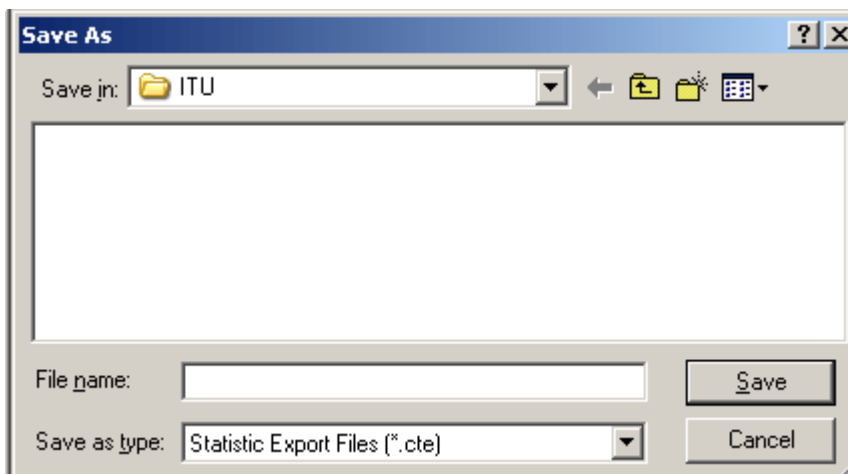 Save As
Save in: ITU
File name: Save
Save as type: Statistic Export Files (*.cte) Cancel